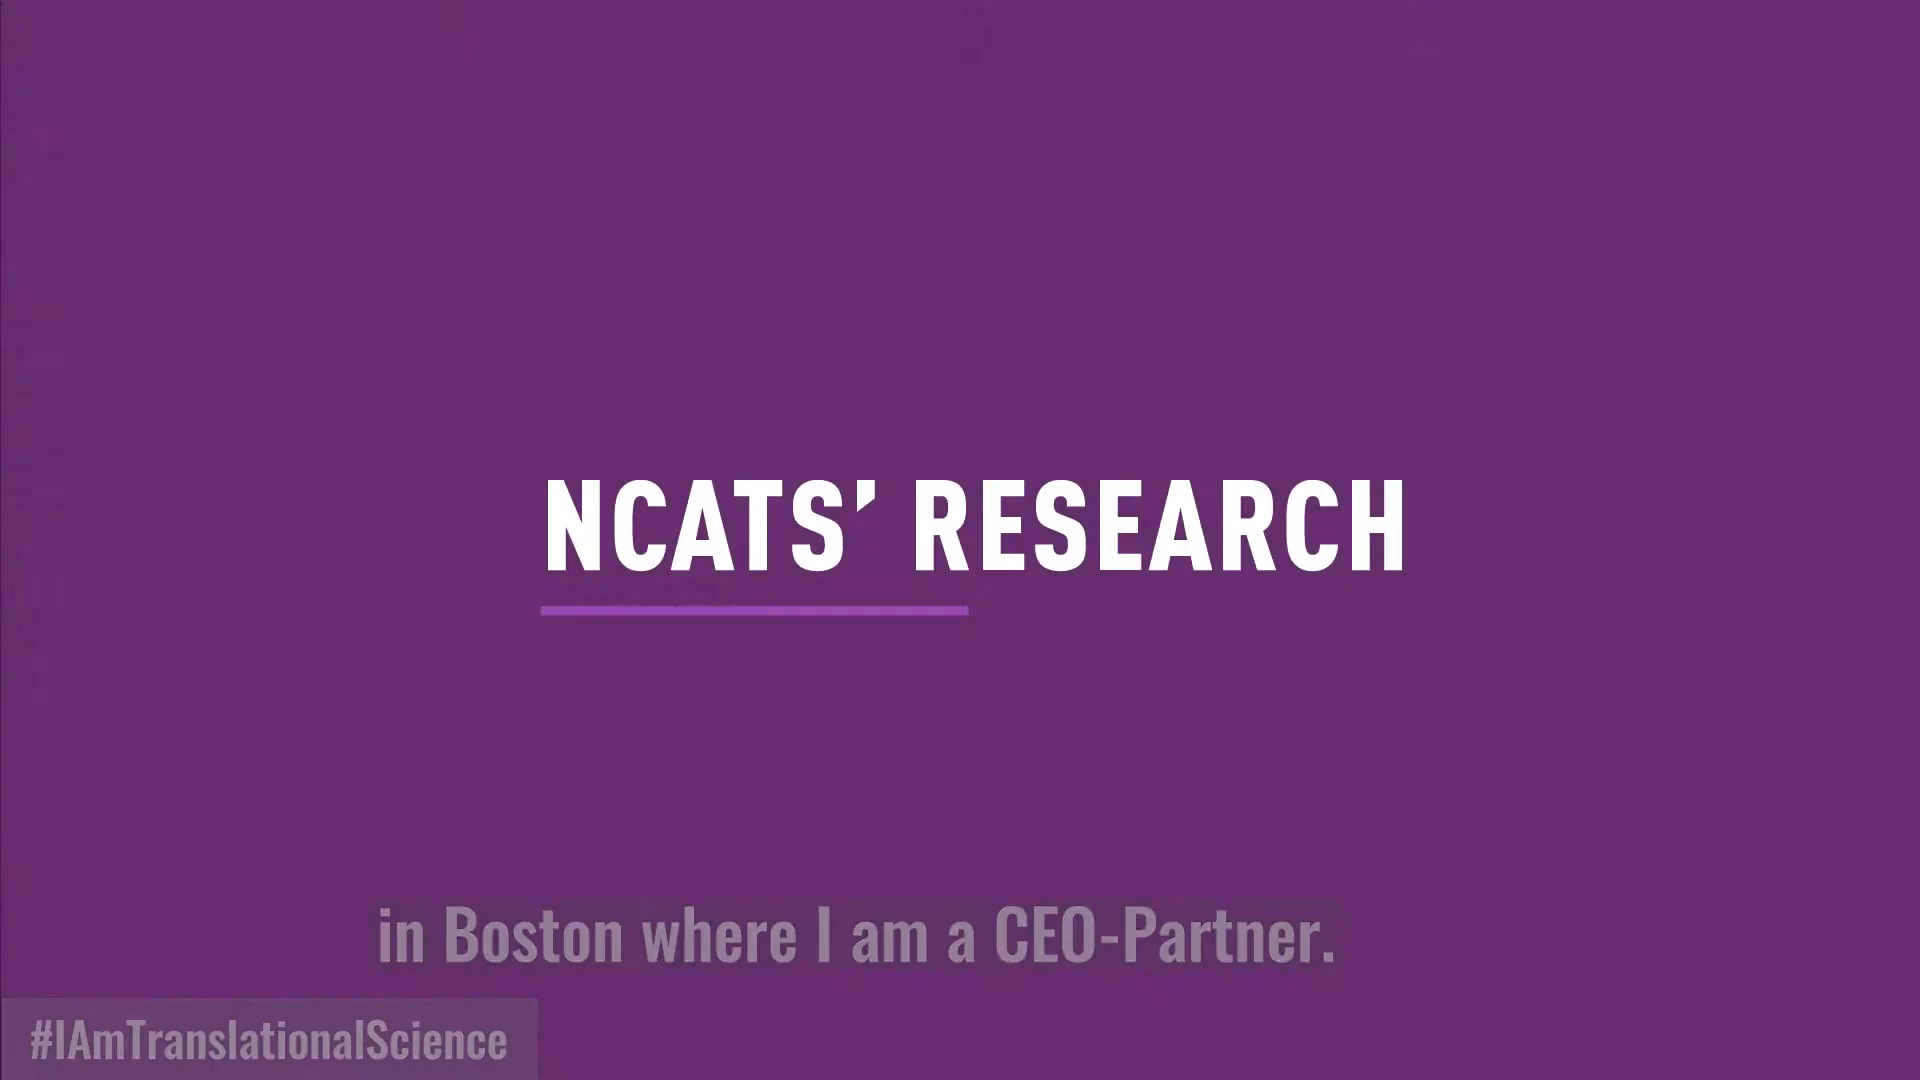 NCATS’ RESEARCH
in Boston where I am a CEO-Partner.
#IAmTranslationalScience